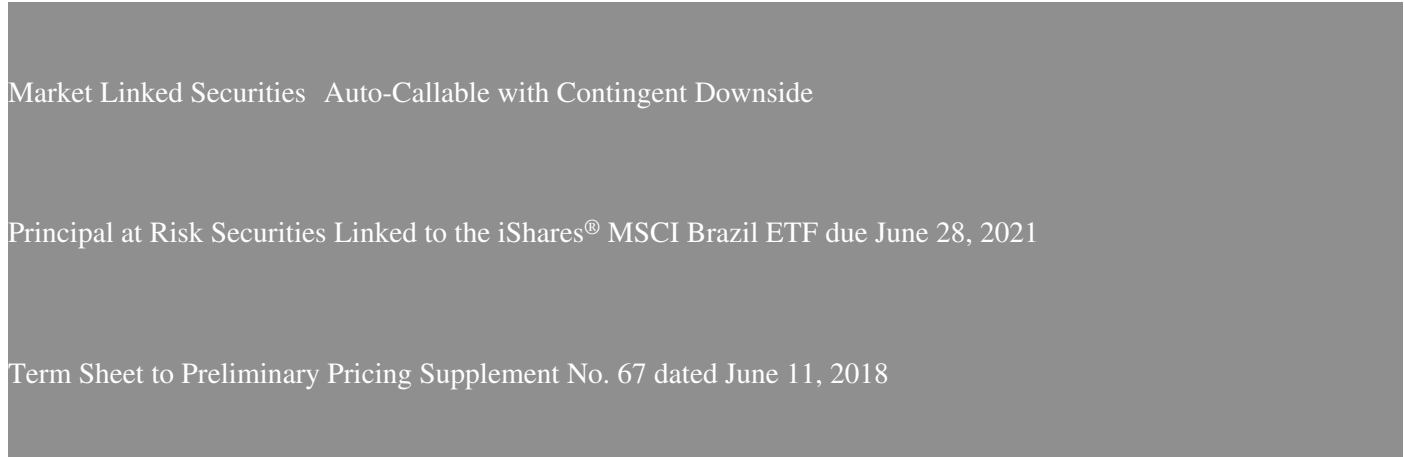 Market Linked Securities  Auto-Callable with Contingent Downside
Principal at Risk Securities Linked to the iShares® MSCI Brazil ETF due June 28, 2021
Term Sheet to Preliminary Pricing Supplement No. 67 dated June 11, 2018